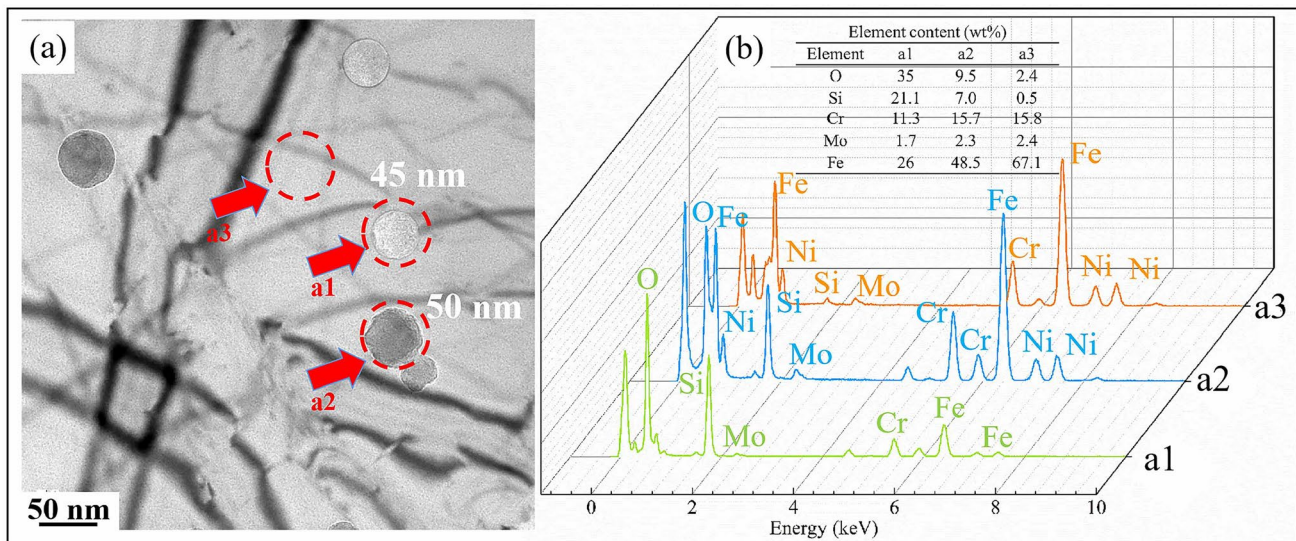 (a)
a3
45 nm
a1
50 nm
a2
50 nm
(b)
Element content (wt%)
Element a1 a2 a3
O 35 9.5 2.4
Si 21.1 7.0 0.5
Cr 11.3 15.7 15.8
Mo 1.7 2.3 2.4
Fe 26 48.5 67.1
Fe Ni Si Mo Cr Fe Ni Ni
a3
O Fe Ni Si Mo Cr Cr Fe Ni Ni
a2
O Si Mo Cr Fe Fe
a1
0 2 4 6 8 10
Energy (keV)